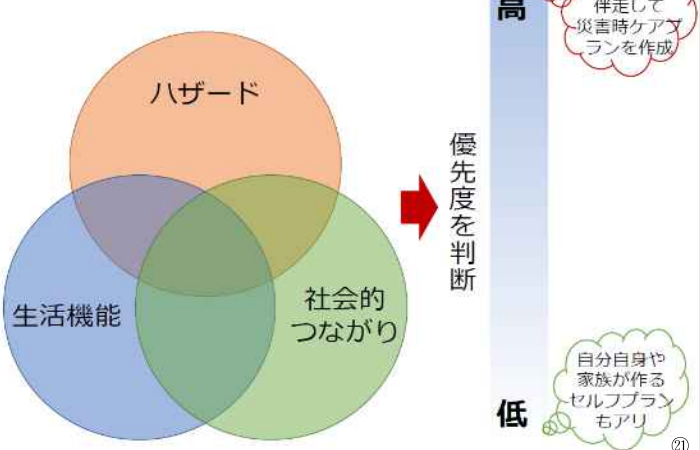 ハザード
生活機能
社会的
つながり
優先度を判断
高
伴走して
災害時ケアプ
ランを作成
低
自分自身や
家族が作る
セルフプラン
もアリ
㉑